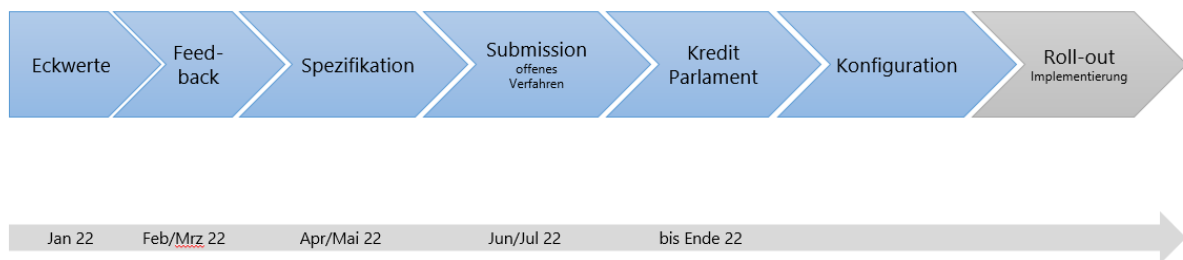 Eckwerte
Feed-
back
Spezifikation
Submission
offenes
Verfahren
Kredit
Parlament
Konfiguration
Roll-out
Implementierung
Jan 22
Feb/Mrz 22
Apr/Mai 22
Jun/Jul 22
bis Ende 22